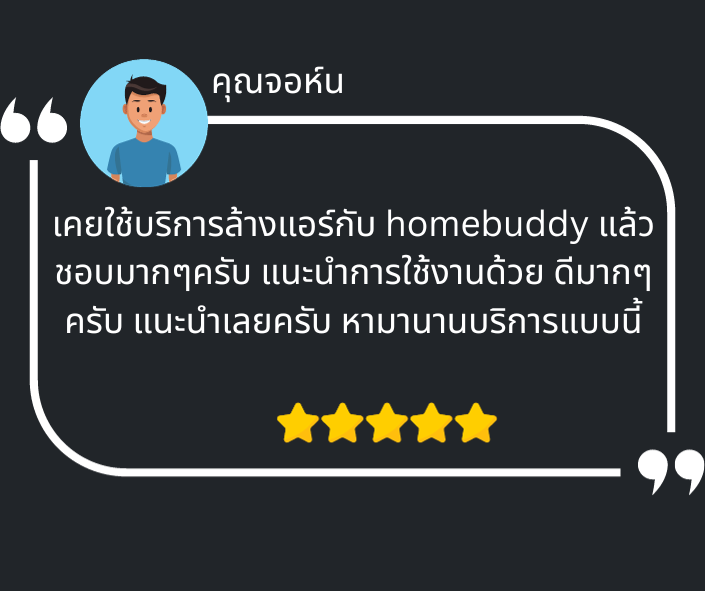 คุณจอห์น
เคยใช้บริการล้างแอร์กับ homebuddy แล้ว
ชอบมากๆครับ แนะนำการใช้งานด้วย ดีมากๆ
ครับ แนะนำเลยครับ หามานานบริการแบบนี้